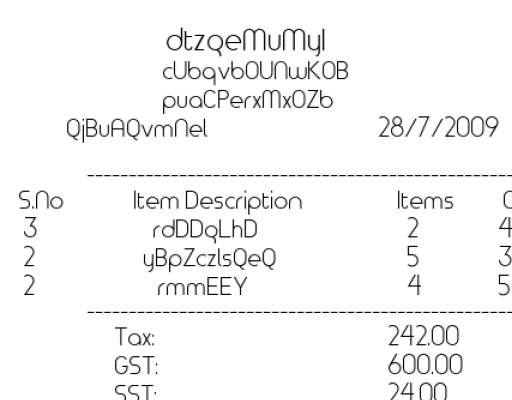 dtzqeMuMyl
cUbqvbOUNwKOB
puaCPerxMxOZb
QjBuAQvmNel 28/7/2009
S.No Item Description Items
3 rdDDqLhD 2 4
2 yBpZczlsQeQ 5 3
2 rmmEEY 4 5
Tax: 242.00
GST: 600.00
SST: 24.00